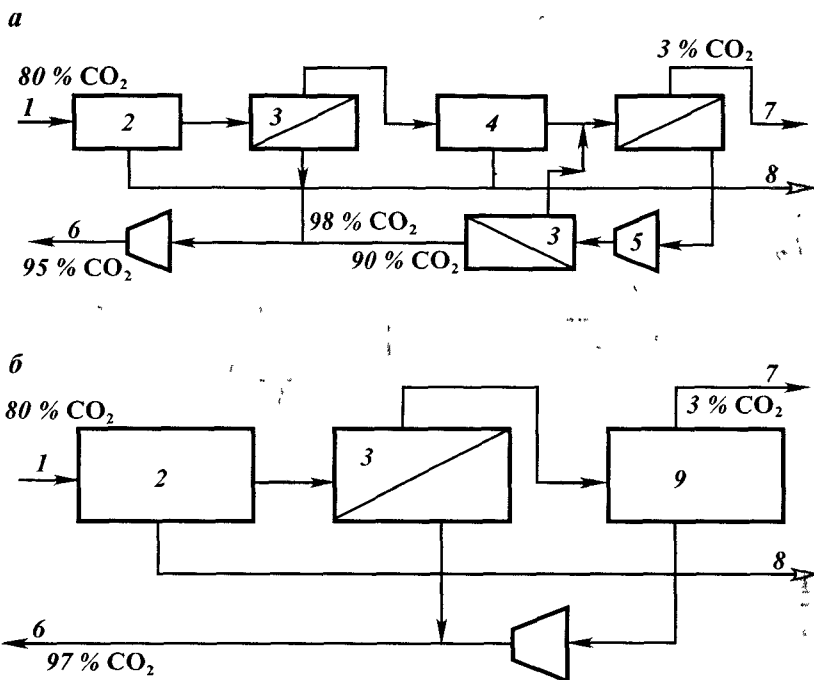 а
80 % CO₂
3 % CO₂
1
2
3
4
7
8
6
98 % CO₂
3
5
95 % CO₂
90 % CO₂
б
80 % CO₂
7
3 % CO₂
1
2
3
9
8
6
97 % CO₂